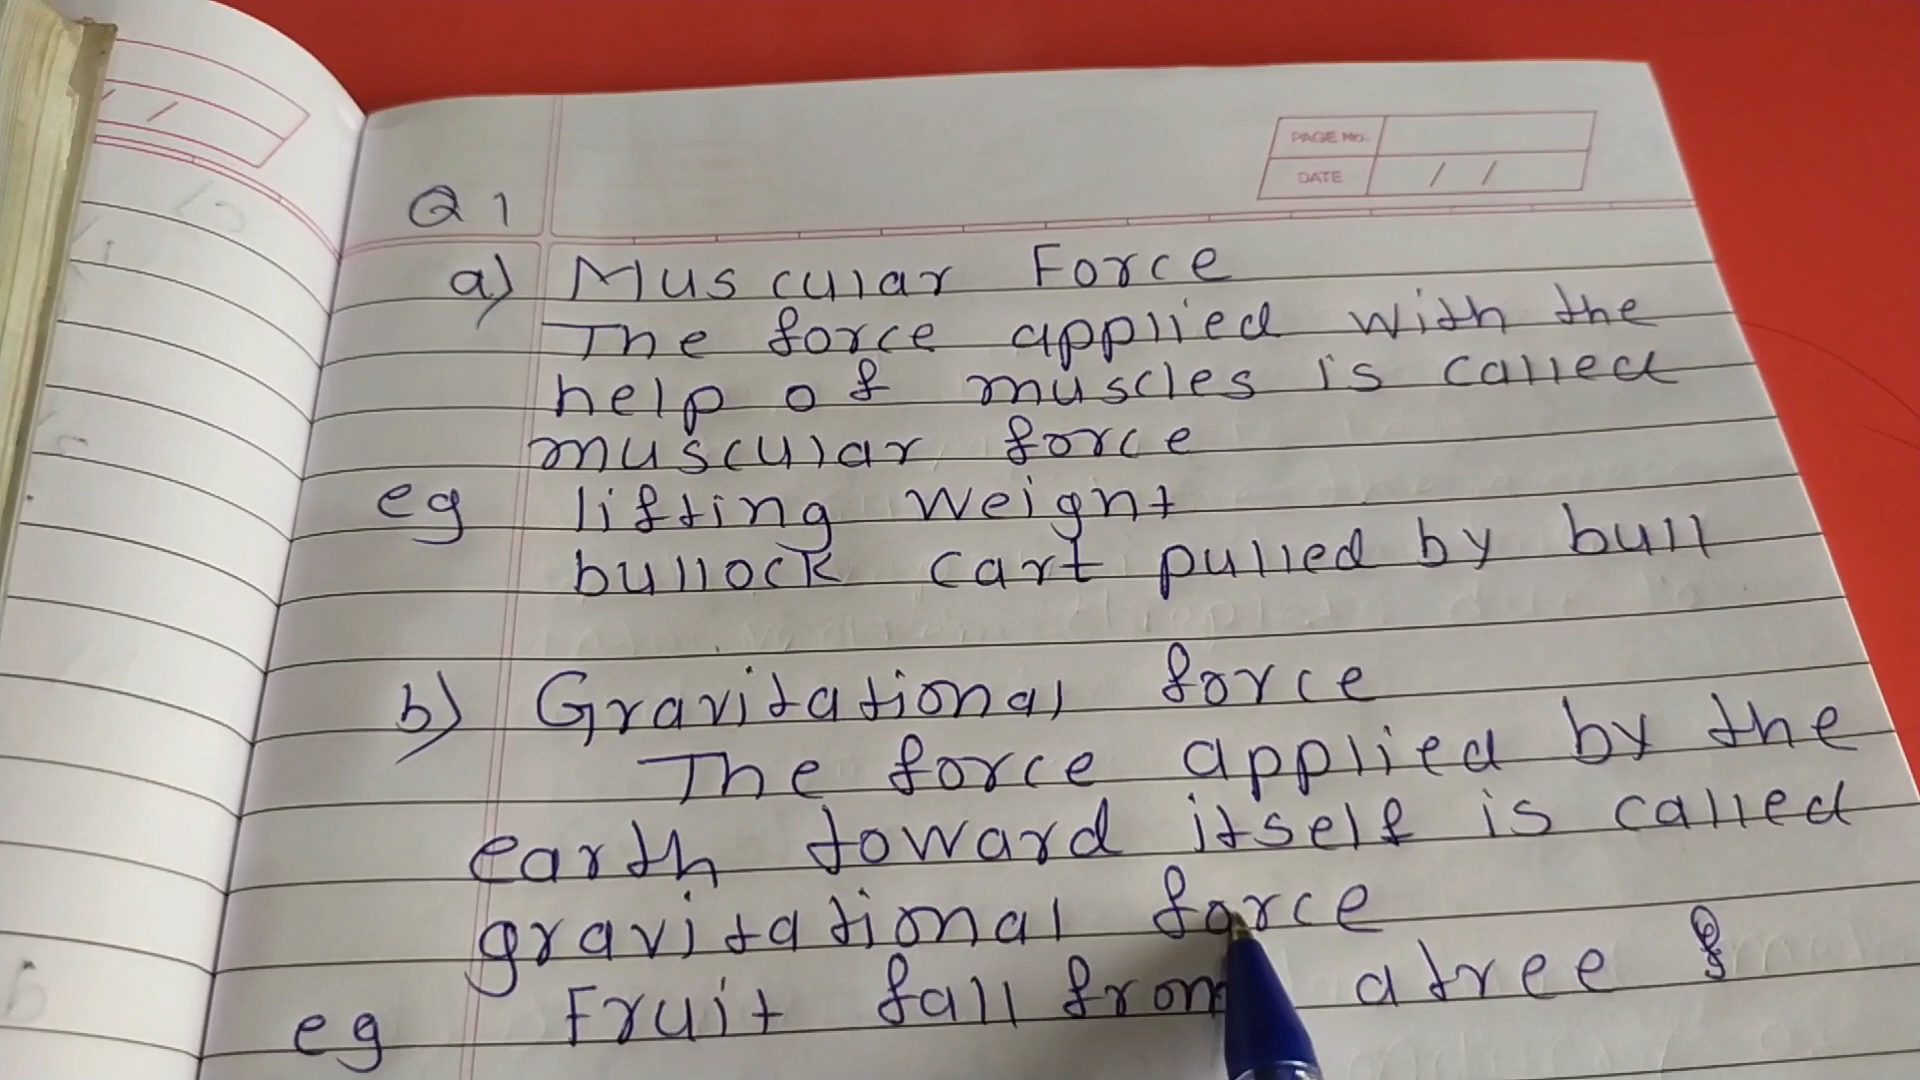 PAGE No.
DATE / /
Q 1
a) Muscular Force
The force applied with the
help of muscles is called
muscular force
eg lifting weight
bullock cart pulled by bull
b) Gravitational force
The force applied by the
earth toward itself is called
gravitational force
eg Fruit fall from a tree